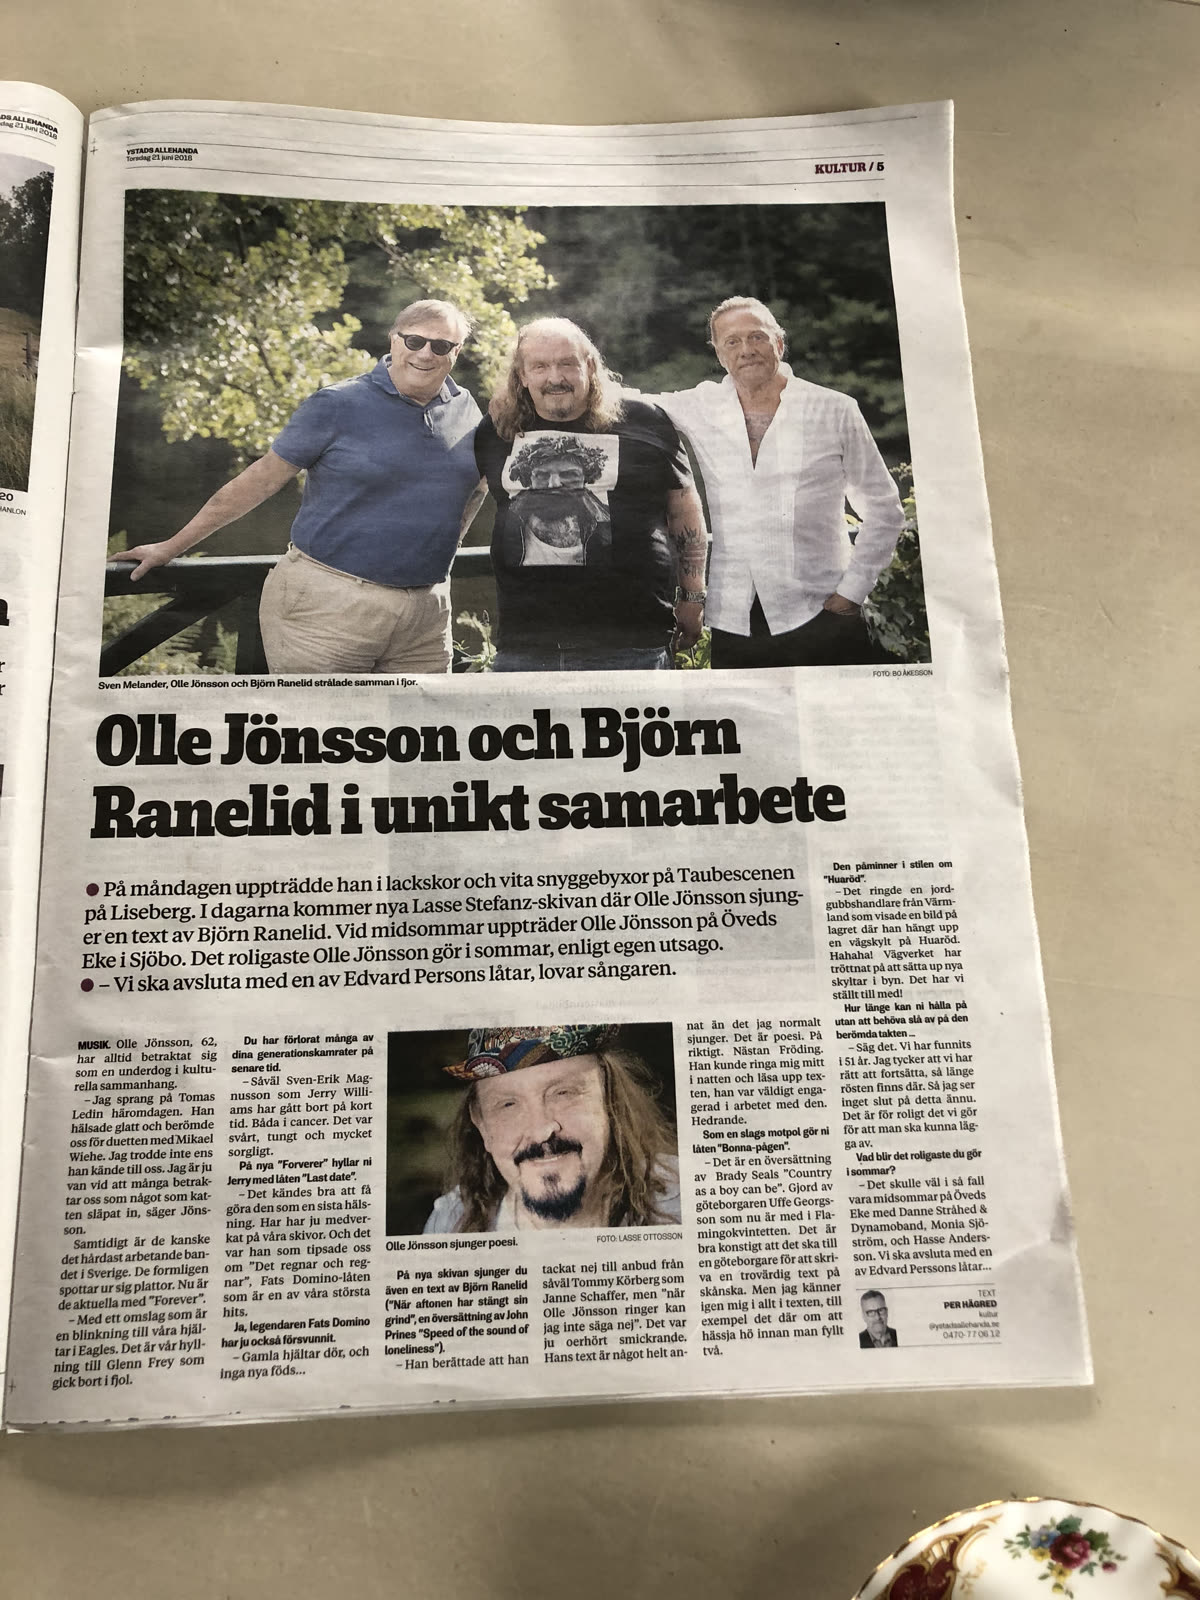 DS ALLEHANDA
dag 21 juni 2018
20
HANLON
YSTADS ALLEHANDA
Torsdag 21 juni 2018
KULTUR / 5
Sven Melander, Olle Jönsson och Björn Ranelid strålade samman i fjor.
FOTO: BO ÅKESSON
Olle Jönsson och Björn
Ranelid i unikt samarbete
● På måndagen uppträdde han i lackskor och vita snyggebyxor på Taubescenen
på Liseberg. I dagarna kommer nya Lasse Stefanz-skivan där Olle Jönsson sjung-
er en text av Björn Ranelid. Vid midsommar uppträder Olle Jönsson på Öveds
Eke i Sjöbo. Det roligaste Olle Jönsson gör i sommar, enligt egen utsago.
● – Vi ska avsluta med en av Edvard Persons låtar, lovar sångaren.
MUSIK. Olle Jönsson, 62,
har alltid betraktat sig
som en underdog i kultu-
rella sammanhang.
– Jag sprang på Tomas
Ledin häromdagen. Han
hälsade glatt och berömde
oss för duetten med Mikael
Wiehe. Jag trodde inte ens
han kände till oss. Jag är ju
van vid att många betrak-
tar oss som något som kat-
ten släpat in, säger Jöns-
son.
Samtidigt är de kanske
det hårdast arbetande ban-
det i Sverige. De formligen
spottar ur sig plattor. Nu är
de aktuella med "Forever".
– Med ett omslag som är
en blinkning till våra hjäl-
tar i Eagles. Det är vår hyll-
ning till Glenn Frey som
gick bort i fjol.
Du har förlorat många av
dina generationskamrater på
senare tid.
– Såväl Sven-Erik Mag-
nusson som Jerry Willi-
ams har gått bort på kort
tid. Båda i cancer. Det var
svårt, tungt och mycket
sorgligt.
På nya "Forverer" hyllar ni
Jerry med låten "Last date".
– Det kändes bra att få
göra den som en sista häls-
ning. Har har ju medver-
kat på våra skivor. Och det
var han som tipsade oss
om "Det regnar och reg-
nar", Fats Domino-låten
som är en av våra största
hits.
Ja, legendaren Fats Domino
har ju också försvunnit.
– Gamla hjältar dör, och
inga nya föds...
Olle Jönsson sjunger poesi.
FOTO: LASSE OTTOSSON
På nya skivan sjunger du
även en text av Björn Ranelid
("När aftonen har stängt sin
grind", en översättning av John
Prines "Speed of the sound of
loneliness").
– Han berättade att han
tackat nej till anbud från
såväl Tommy Körberg som
Janne Schaffer, men "när
Olle Jönsson ringer kan
jag inte säga nej". Det var
ju oerhört smickrande.
Hans text är något helt an-
nat än det jag normalt
sjunger. Det är poesi. På
riktigt. Nästan Fröding.
Han kunde ringa mig mitt
i natten och läsa upp tex-
ten, han var väldigt enga-
gerad i arbetet med den.
Hedrande.
Som en slags motpol gör ni
låten "Bonna-pågen".
– Det är en översättning
av Brady Seals "Country
as a boy can be". Gjord av
göteborgaren Uffe Georgs-
son som nu är med i Fla-
mingokvintetten. Det är
bra konstigt att det ska till
en göteborgare för att skri-
va en trovärdig text på
skånska. Men jag känner
igen mig i allt i texten, till
exempel det där om att
hässja hö innan man fyllt
två.
Den påminner i stilen om
"Huaröd".
– Det ringde en jord-
gubbshandlare från Värm-
land som visade en bild på
lagret där han hängt upp
en vägskylt på Huaröd.
Hahaha! Vägverket har
tröttnat på att sätta up nya
skyltar i byn. Det har vi
ställt till med!
Hur länge kan ni hålla på
utan att behöva slå av på den
berömda takten ...
– Säg det. Vi har funnits
i 51 år. Jag tycker att vi har
rätt att fortsätta, så länge
rösten finns där. Så jag ser
inget slut på detta ännu.
Det är för roligt det vi gör
för att man ska kunna läg-
ga av.
Vad blir det roligaste du gör
i sommar?
– Det skulle väl i så fall
vara midsommar på Öveds
Eke med Danne Stråhed &
Dynamoband, Monia Sjö-
ström, och Hasse Anders-
son. Vi ska avsluta med en
av Edvard Perssons låtar...
TEXT
PER HÄGRED
kultur
@ystadsallehanda.se
0470-77 06 12